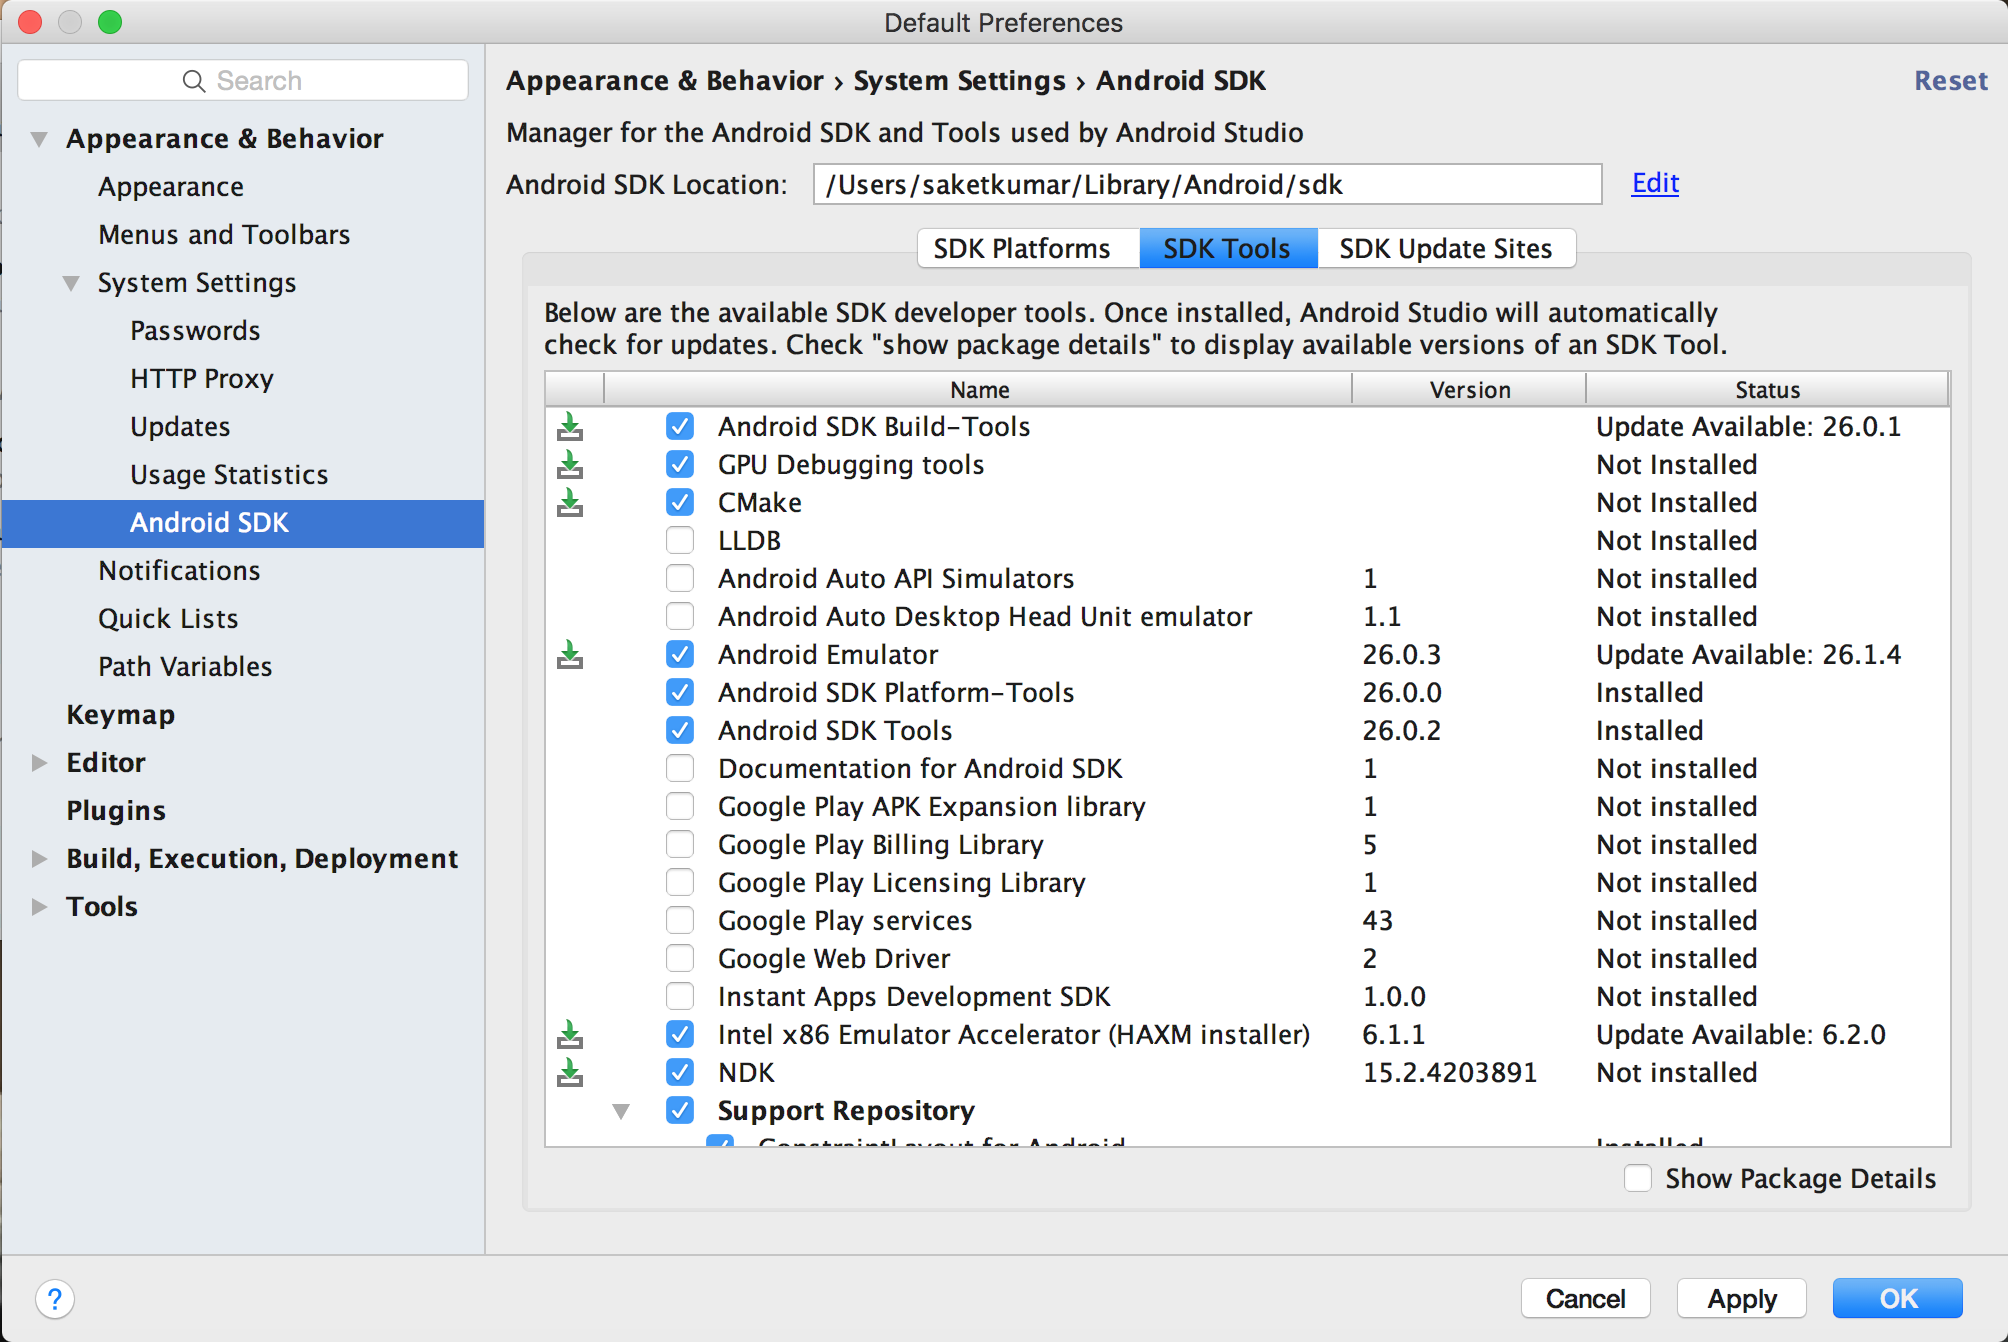 Default Preferences
Search
Appearance & Behavior
Appearance
Menus and Toolbars
System Settings
Passwords
HTTP Proxy
Updates
Usage Statistics
Android SDK
Notifications
Quick Lists
Path Variables
Keymap
Editor
Plugins
Build, Execution, Deployment
Tools
Appearance & Behavior › System Settings › Android SDK
Reset
Manager for the Android SDK and Tools used by Android Studio
Android SDK Location: /Users/saketkumar/Library/Android/sdk Edit
SDK Platforms SDK Tools SDK Update Sites
Below are the available SDK developer tools. Once installed, Android Studio will automatically
check for updates. Check "show package details" to display available versions of an SDK Tool.
Name Version Status
Android SDK Build-Tools Update Available: 26.0.1
GPU Debugging tools Not Installed
CMake Not Installed
LLDB Not Installed
Android Auto API Simulators 1 Not installed
Android Auto Desktop Head Unit emulator 1.1 Not installed
Android Emulator 26.0.3 Update Available: 26.1.4
Android SDK Platform-Tools 26.0.0 Installed
Android SDK Tools 26.0.2 Installed
Documentation for Android SDK 1 Not installed
Google Play APK Expansion library 1 Not installed
Google Play Billing Library 5 Not installed
Google Play Licensing Library 1 Not installed
Google Play services 43 Not installed
Google Web Driver 2 Not installed
Instant Apps Development SDK 1.0.0 Not installed
Intel x86 Emulator Accelerator (HAXM installer) 6.1.1 Update Available: 6.2.0
NDK 15.2.4203891 Not installed
Support Repository
ConstraintLayout for Android Installed
Show Package Details
?
Cancel Apply OK